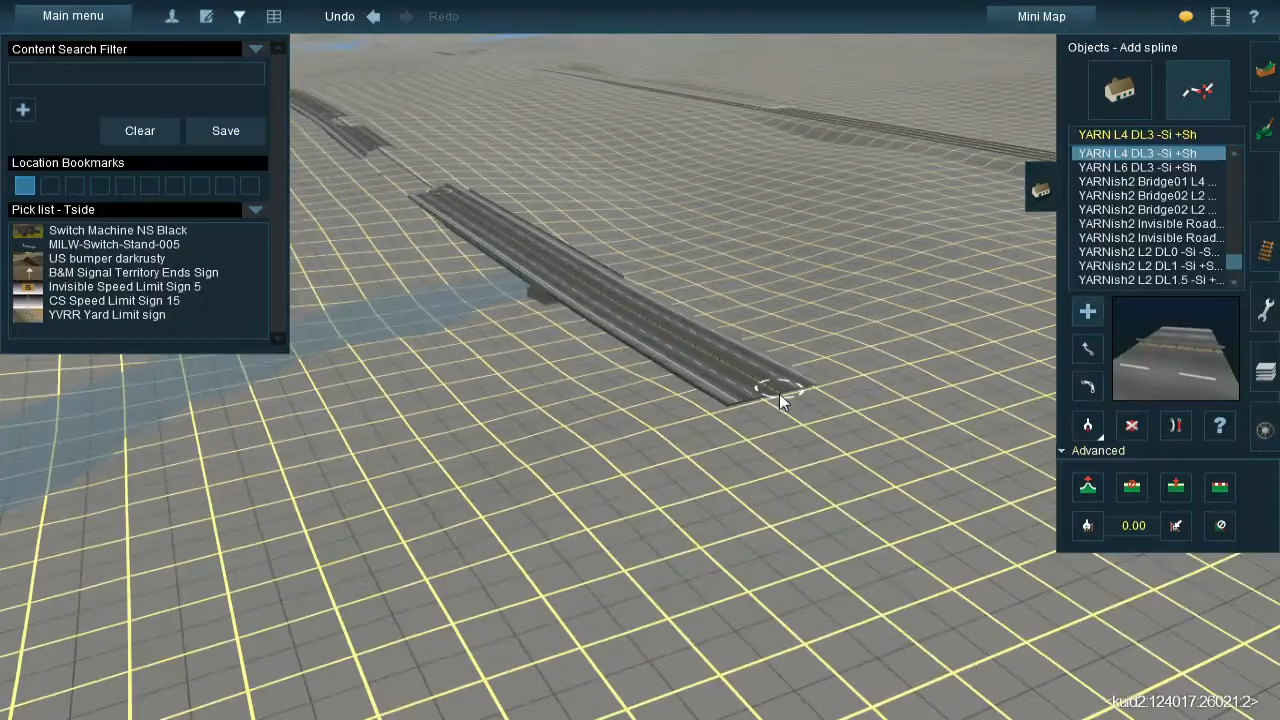 Main menu
Undo
Redo
Mini Map
?
Content Search Filter
Clear
Save
Location Bookmarks
Pick list - Tside
Switch Machine NS Black
MILW-Switch-Stand-005
US bumper darkrusty
B&M Signal Territory Ends Sign
Invisible Speed Limit Sign 5
CS Speed Limit Sign 15
YVRR Yard Limit sign
Objects - Add spline
YARN L4 DL3 -Si +Sh
YARN L4 DL3 -Si +Sh
YARN L6 DL3 -Si +Sh
YARNish2 Bridge01 L4 ...
YARNish2 Bridge02 L2 ...
YARNish2 Bridge02 L2 ...
YARNish2 Invisible Road...
YARNish2 Invisible Road...
YARNish2 L2 DL0 -Si -S...
YARNish2 L2 DL1 -Si +S...
YARNish2 L2 DL1.5 -Si +...
?
Advanced
0.00
<kuid2:124017:26021:2>